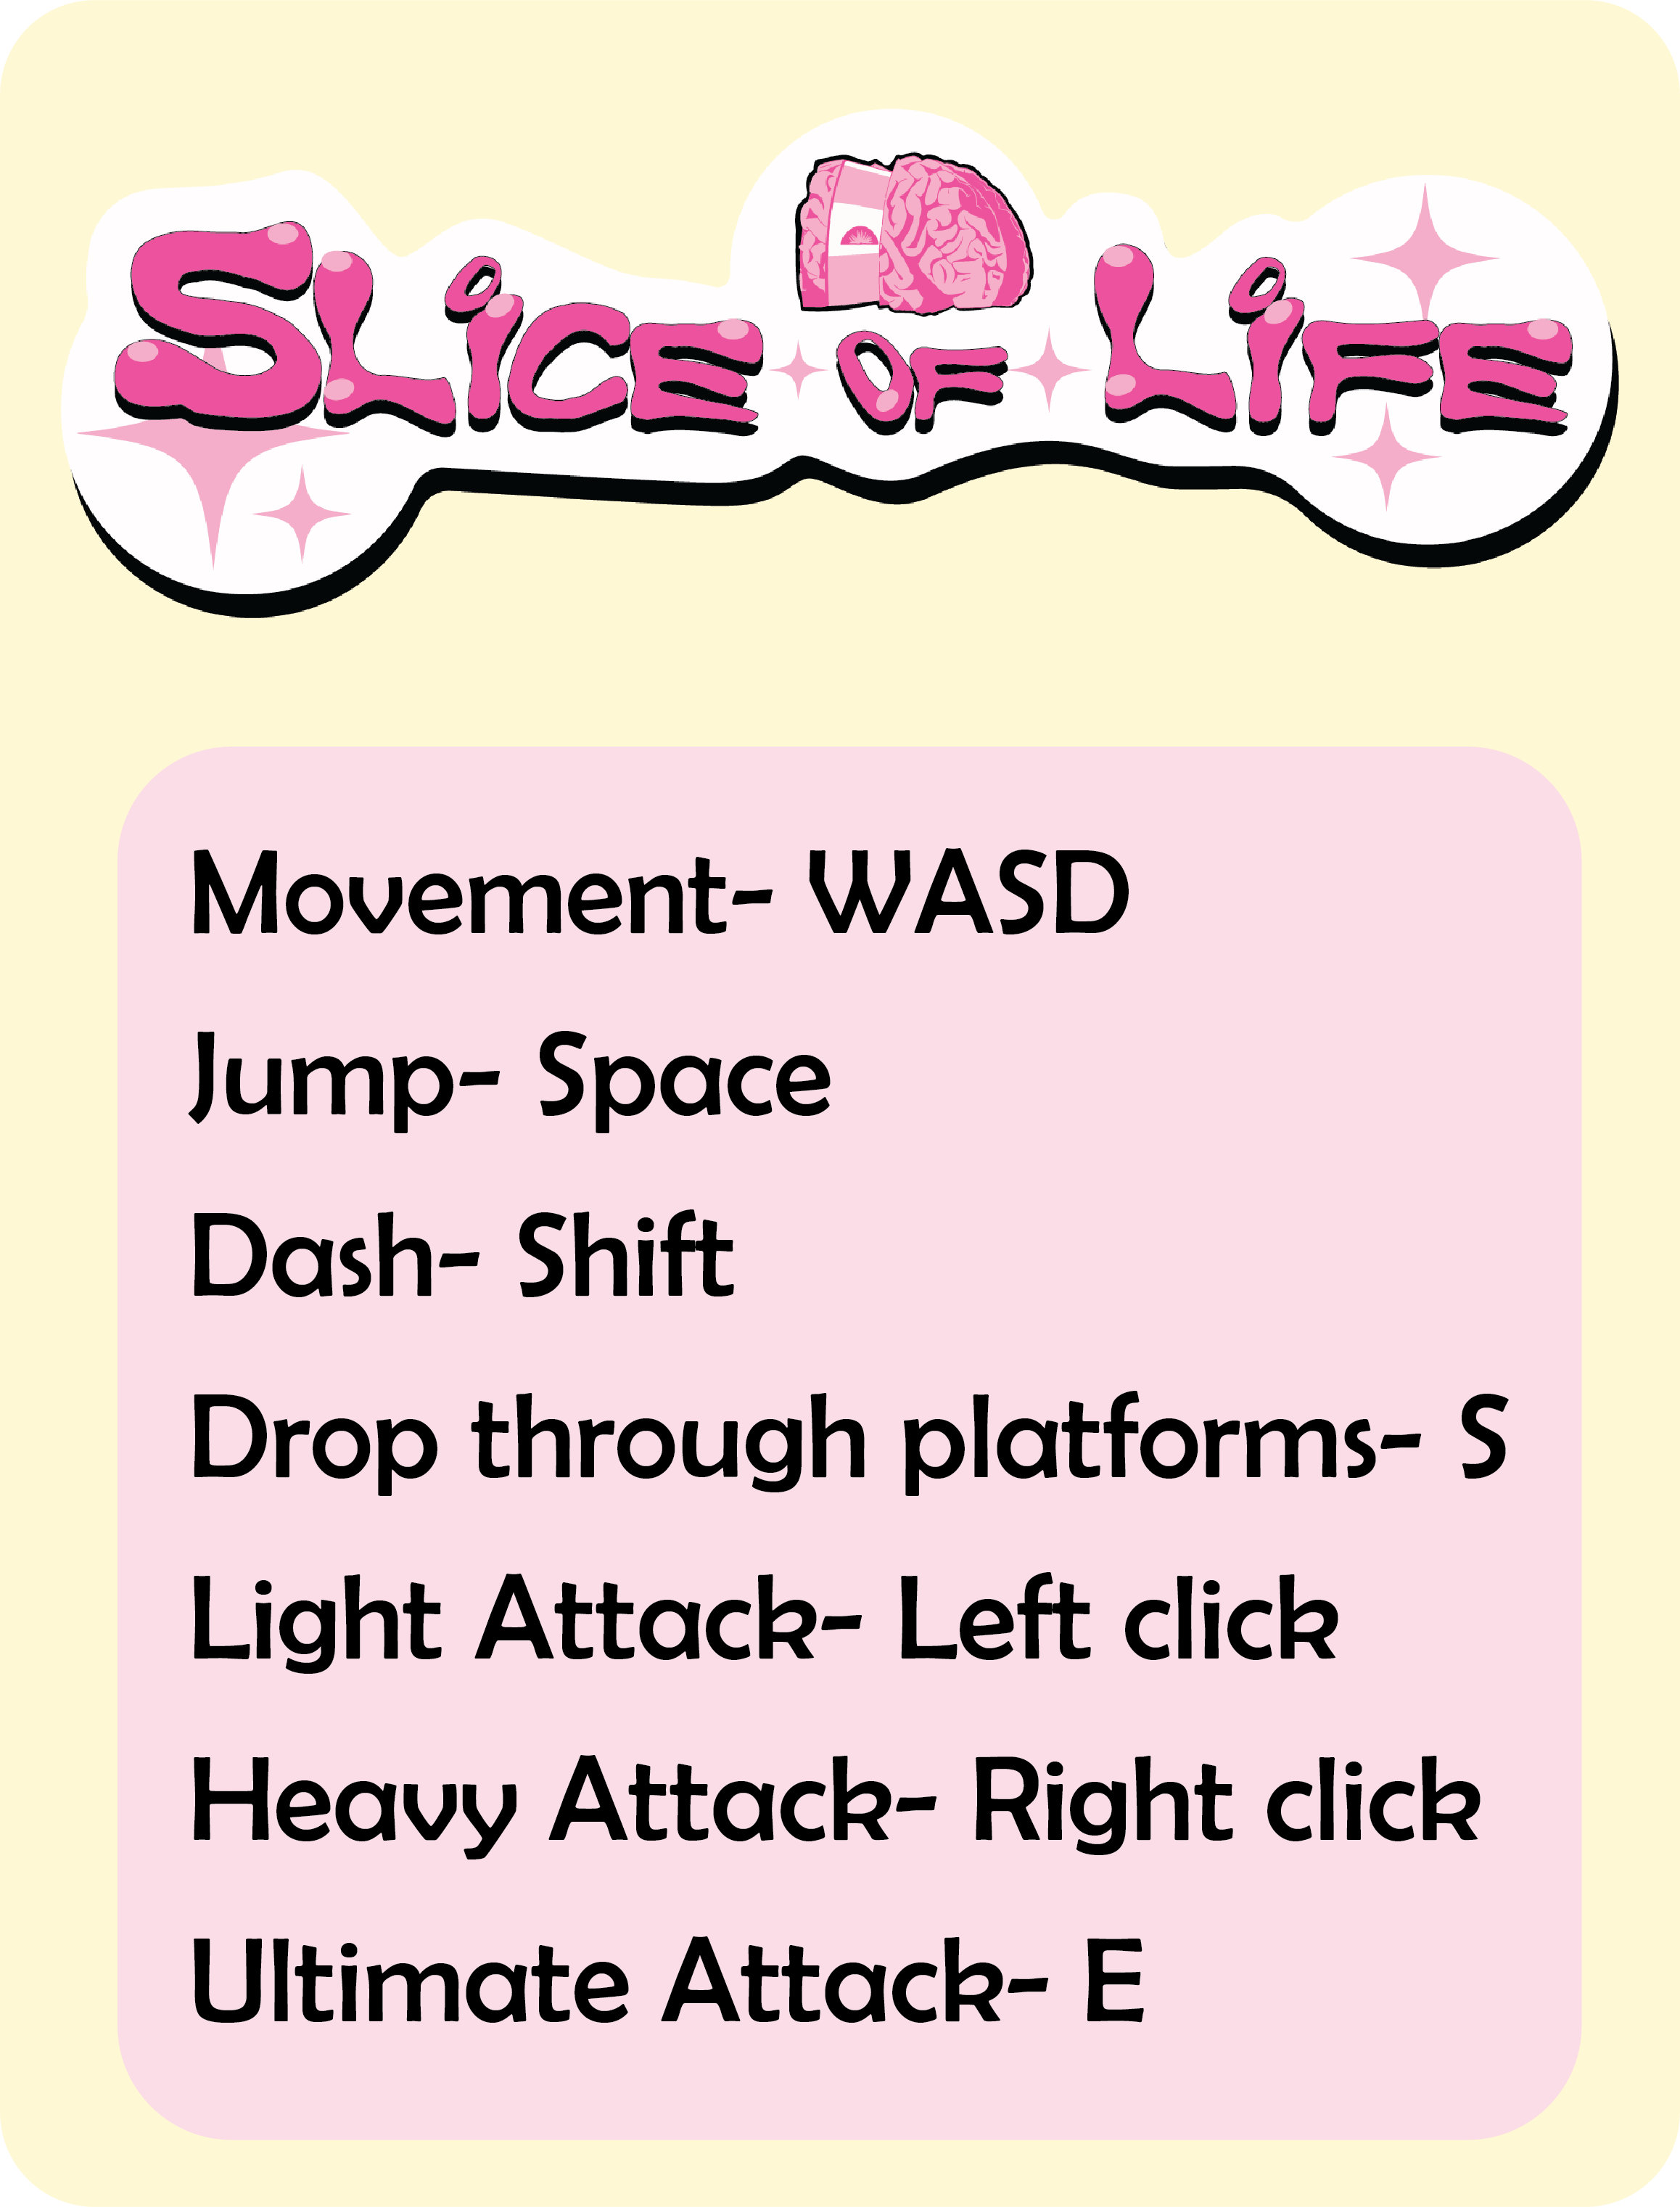 SLiCE OF LiFE
Movement- WASD
Jump- Space
Dash- Shift
Drop through platforms- S
Light Attack- Left click
Heavy Attack- Right click
Ultimate Attack- E